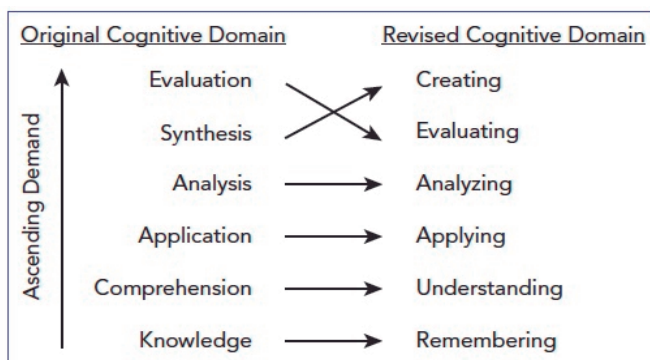 Original Cognitive Domain Revised Cognitive Domain
Evaluation Creating
Synthesis Evaluating
Analysis Analyzing
Application Applying
Comprehension Understanding
Knowledge Remembering
Ascending Demand